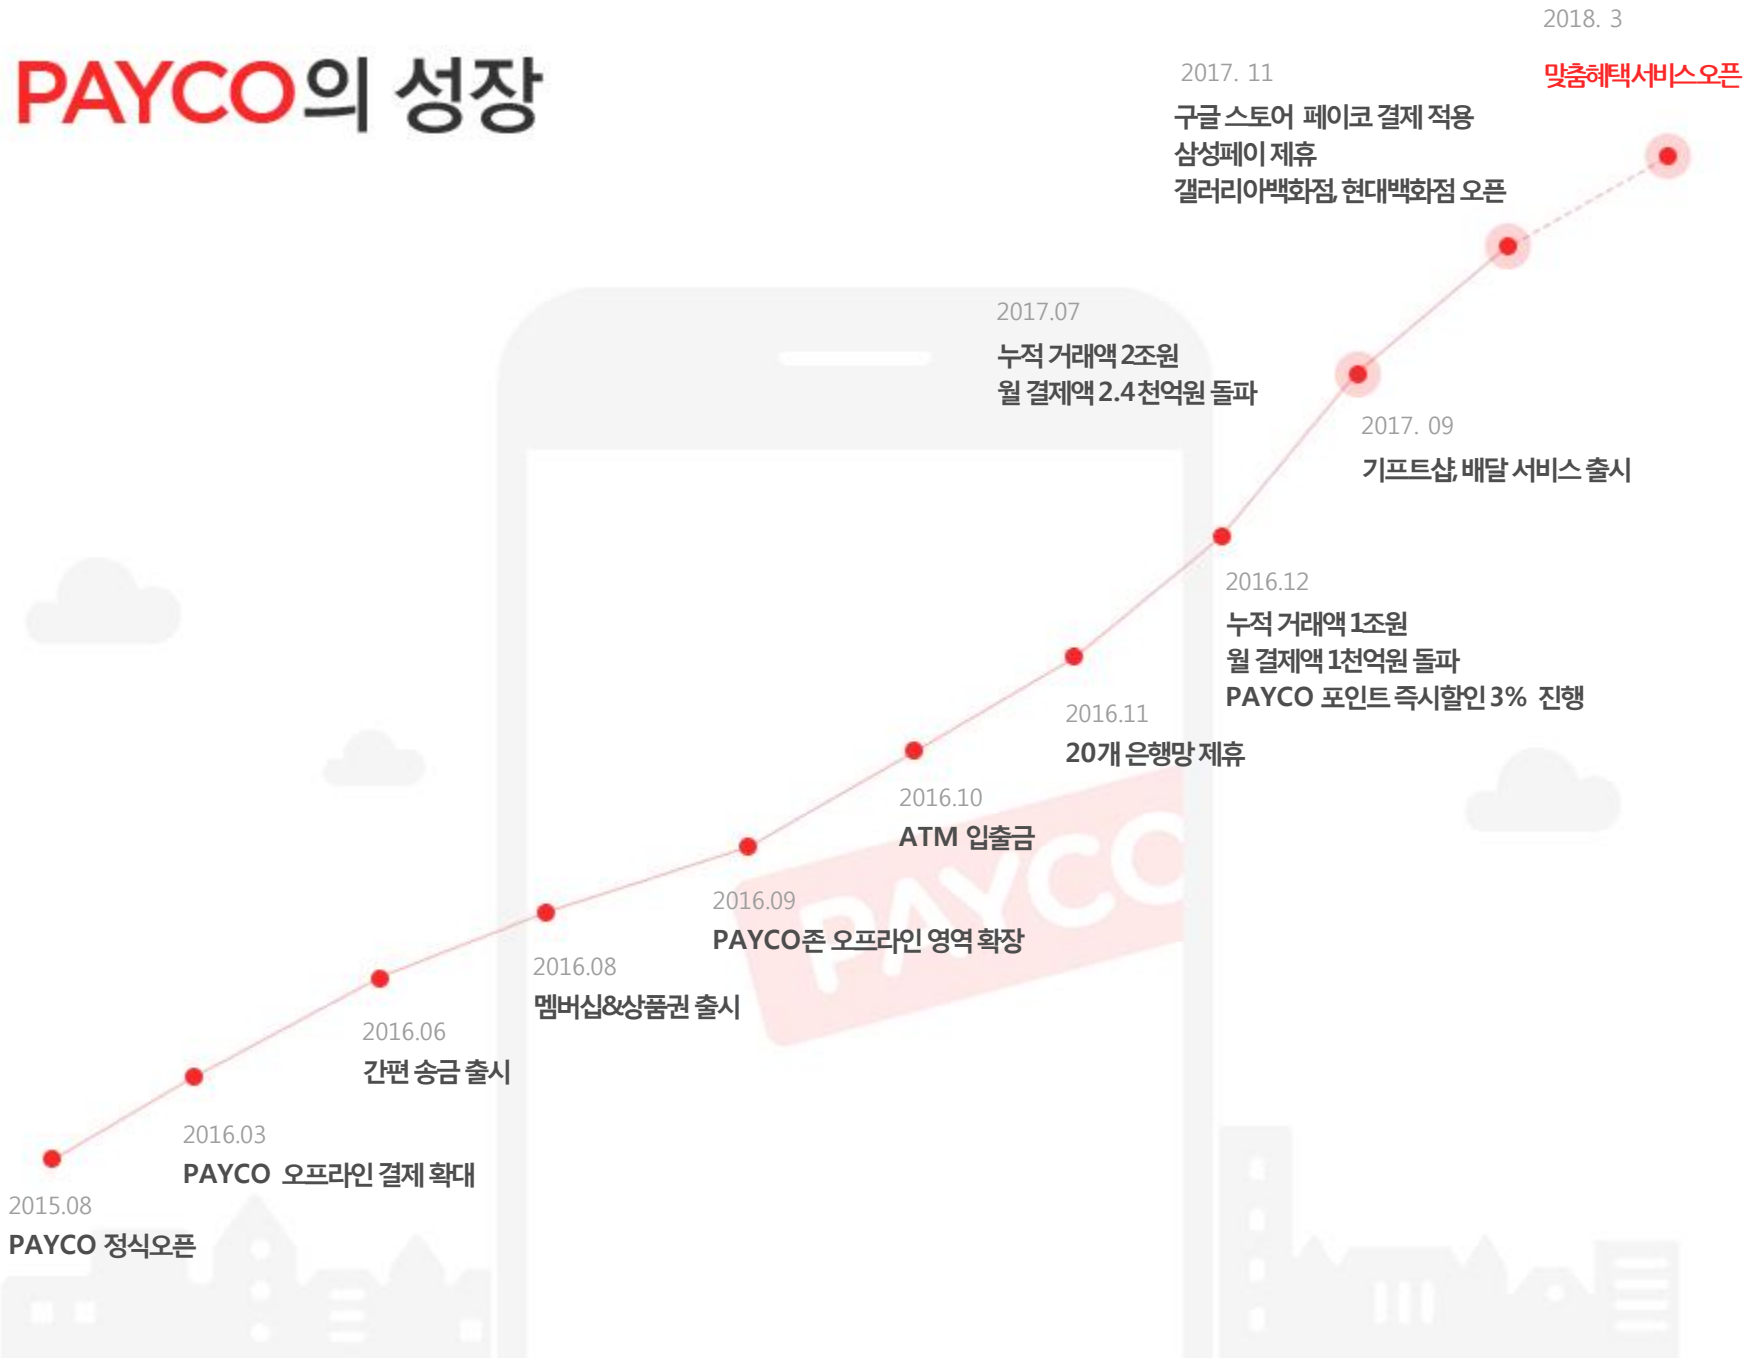 PAYCO의 성장
2018. 3
맞춤혜택서비스오픈
2017. 11
구글 스토어 페이코 결제 적용
삼성페이 제휴
갤러리아백화점, 현대백화점 오픈
2017.07
누적 거래액 2조원
월 결제액 2.4천억원 돌파
2017. 09
기프트샵, 배달 서비스 출시
2016.12
누적 거래액 1조원
월 결제액 1천억원 돌파
PAYCO 포인트 즉시할인 3% 진행
2016.11
20개 은행망 제휴
2016.10
ATM 입출금
2016.09
PAYCO존 오프라인 영역 확장
PAYCO
2016.08
멤버십&상품권 출시
2016.06
간편 송금 출시
2016.03
PAYCO 오프라인 결제 확대
2015.08
PAYCO 정식오픈